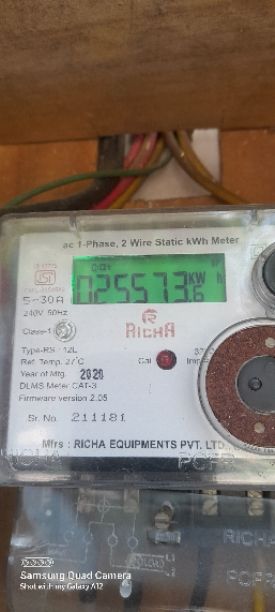 ac 1-Phase, 2 Wire Static kWh Meter
025573.6 KW h
5-30A
240V, 50Hz
Class-1
RICHA
Type-RS-12L
Ref. Temp. 27°C
Cal
Year of Mfg. 2020
DLMS Meter CAT-3
Firmware version 2.05
Sr. No. 211181
Mfrs : RICHA EQUIPMENTS PVT. LTD.
RICHA
Samsung Quad Camera
Shot with my Galaxy A12